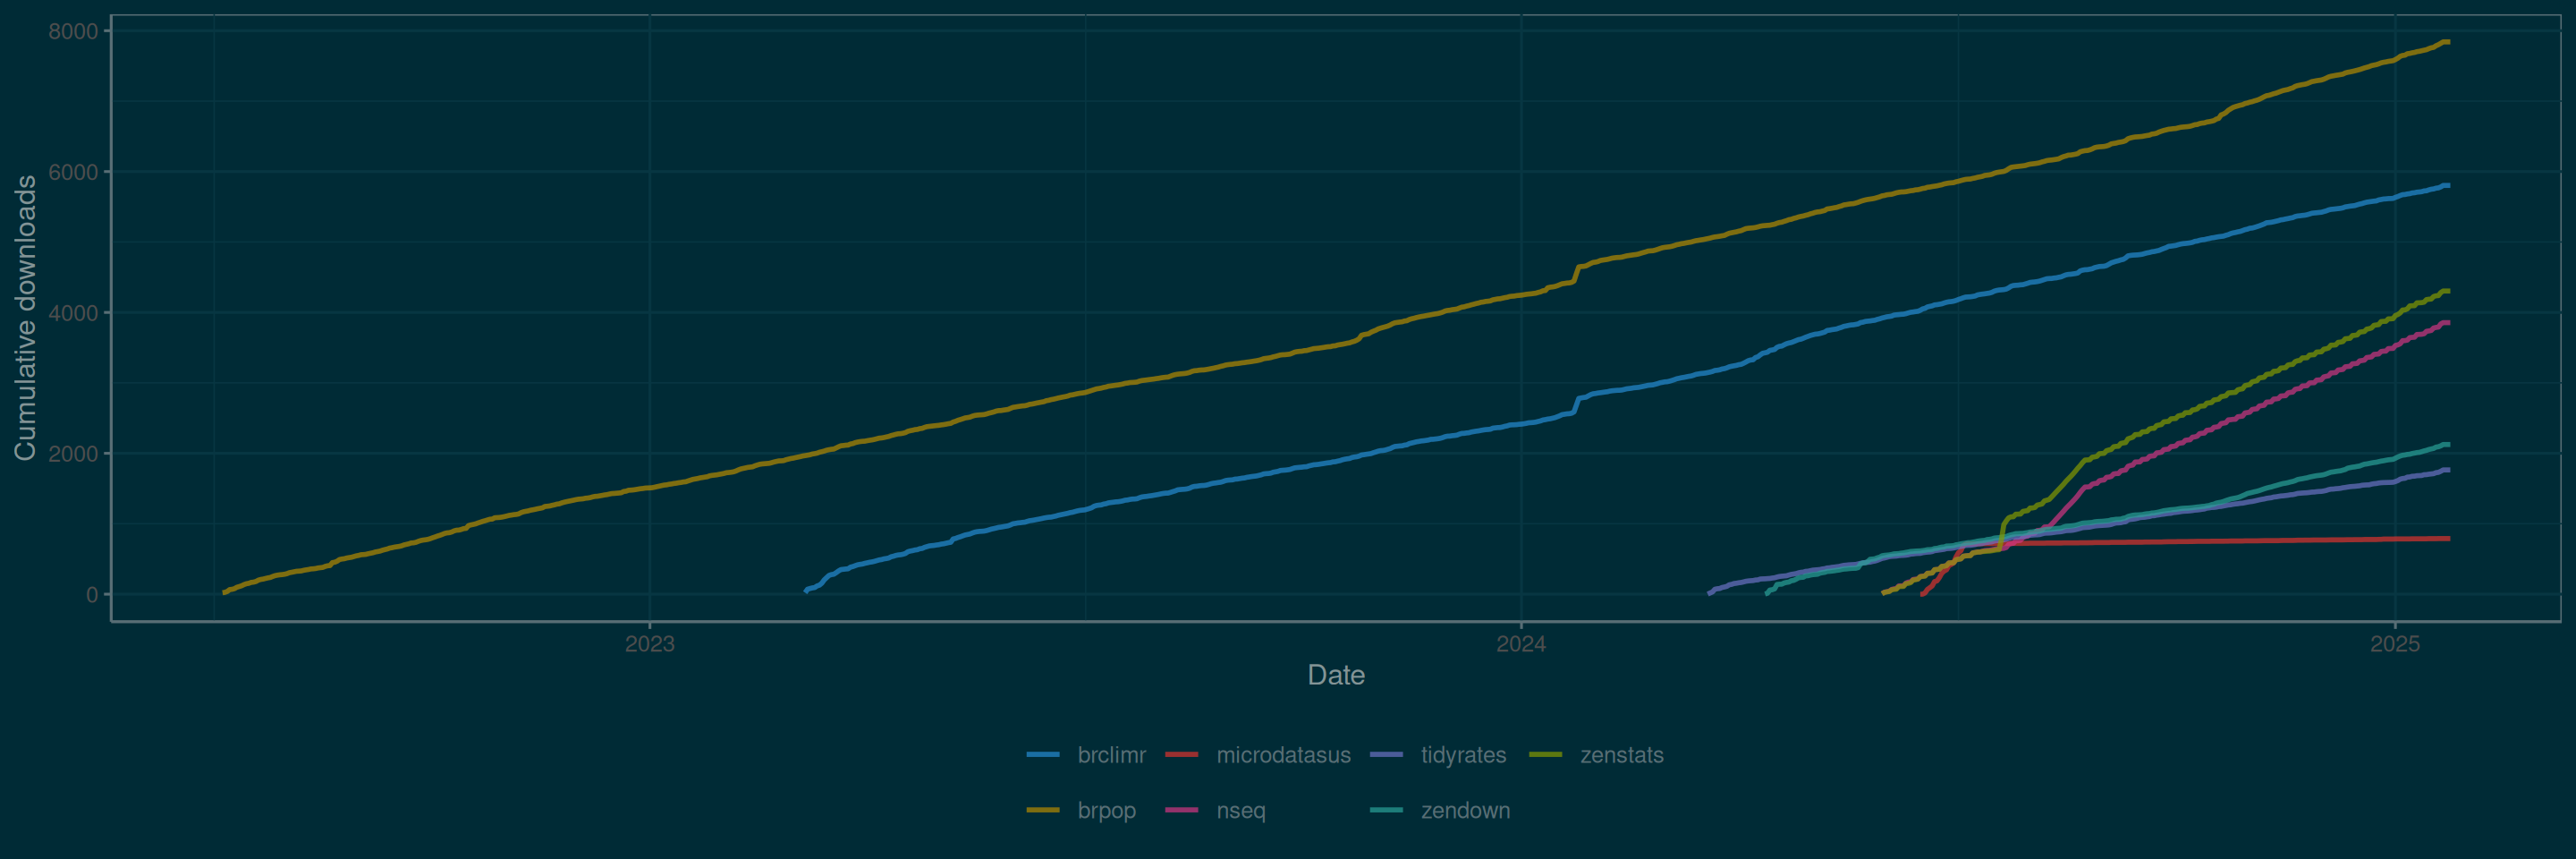 Cumulative downloads
8000
6000
4000
2000
0
2023 2024 2025
Date
brclimr microdatasus tidyrates zenstats
brpop nseq zendown